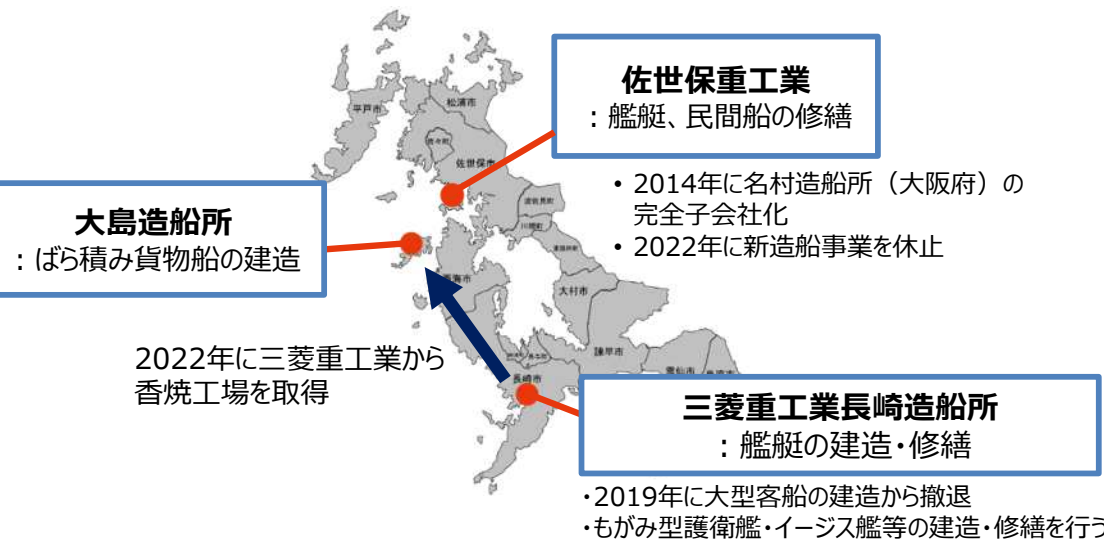 佐世保重工業
：艦艇、民間船の修繕
• 2014年に名村造船所（大阪府）の
完全子会社化
• 2022年に新造船事業を休止
大島造船所
：ばら積み貨物船の建造
2022年に三菱重工業から
香焼工場を取得
三菱重工業長崎造船所
：艦艇の建造・修繕
・2019年に大型客船の建造から撤退
・もがみ型護衛艦・イージス艦等の建造・修繕を行う
平戸市
松浦市
佐世保市
川棚町
大村市
諫早市
長崎市